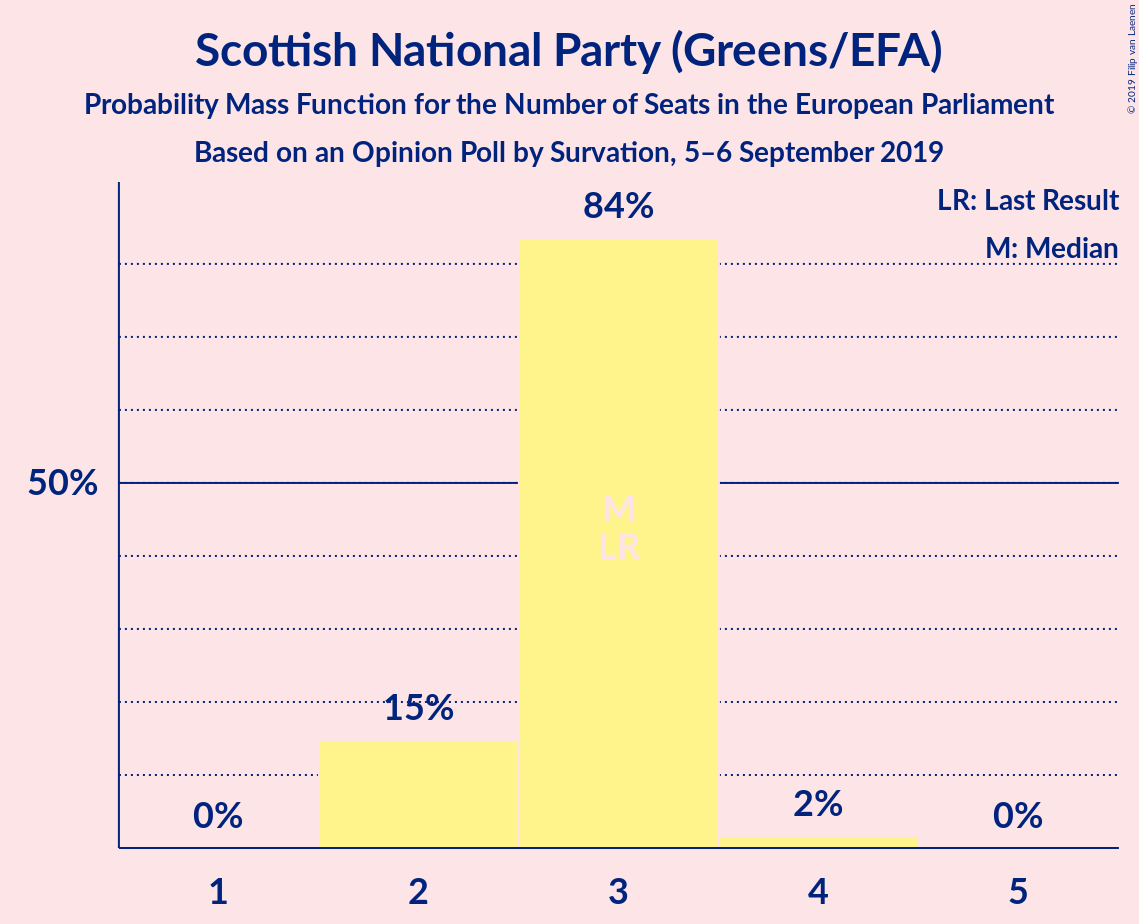 Scottish National Party (Greens/EFA)
Probability Mass Function for the Number of Seats in the European Parliament
Based on an Opinion Poll by Survation, 5–6 September 2019
© 2019 Filip van Laenen
LR: Last Result
M: Median
84%
50%
M
LR
15%
0%
2%
0%
1 2 3 4 5